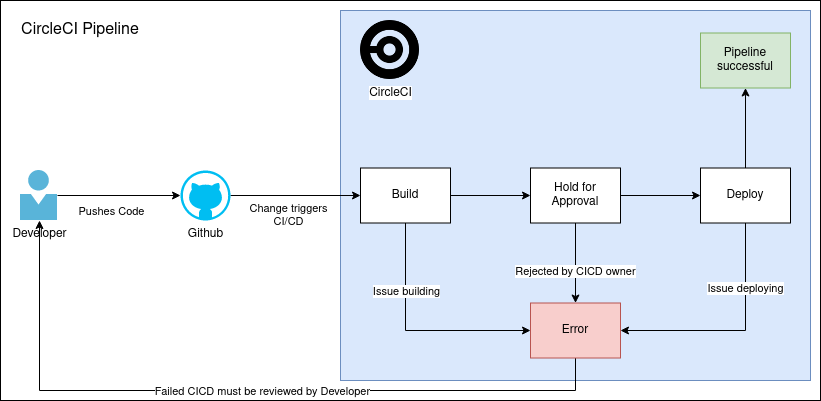 CircleCI Pipeline
CircleCI
Pipeline
successful
Developer
Pushes Code
Github
Change triggers
CI/CD
Build
Hold for
Approval
Deploy
Issue building
Rejected by CICD owner
Issue deploying
Error
Failed CICD must be reviewed by Developer